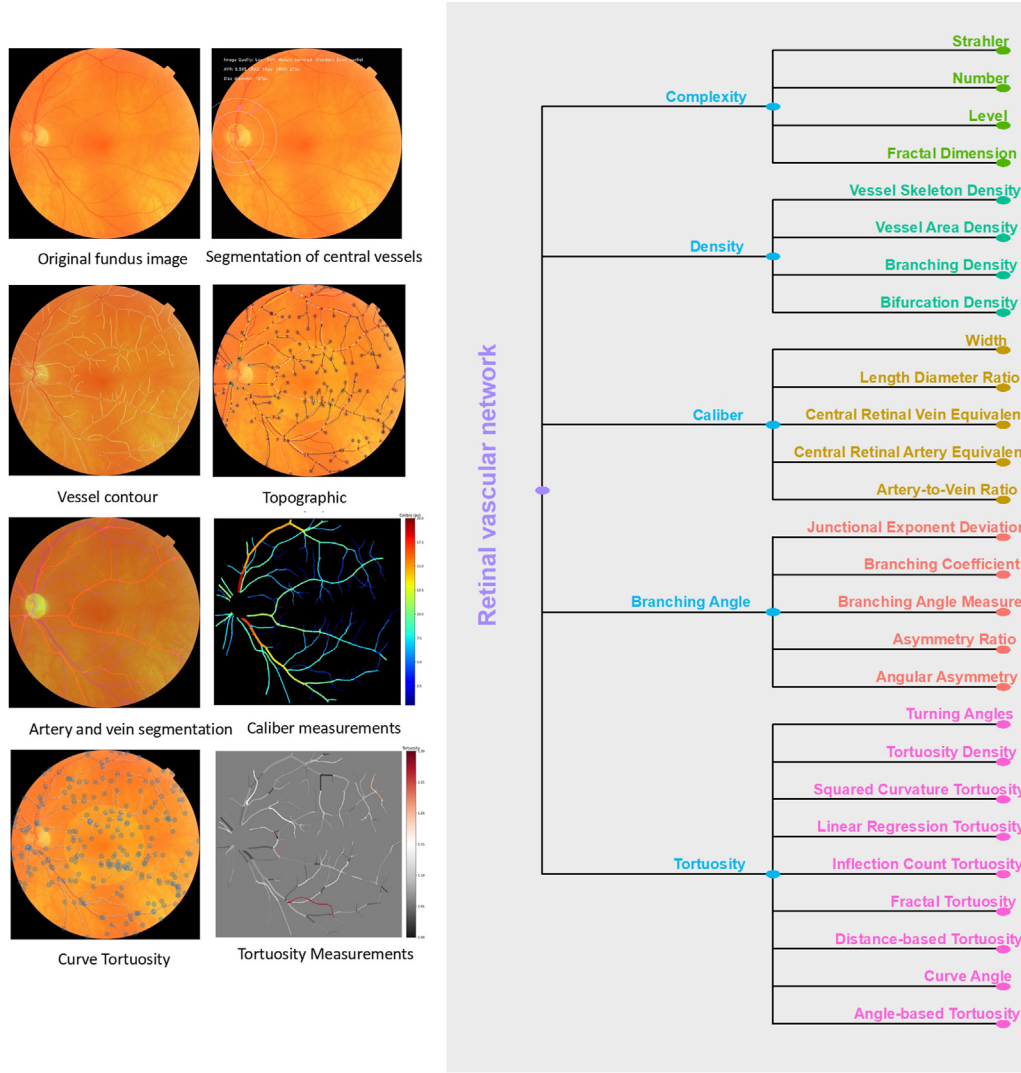 Original fundus image
Segmentation of central vessels
Vessel contour
Topographic
Artery and vein segmentation
Caliber measurements
Curve Tortuosity
Tortuosity Measurements
Tortuosity
Retinal vascular network
Complexity
Strahler
Number
Level
Fractal Dimension
Density
Vessel Skeleton Density
Vessel Area Density
Branching Density
Bifurcation Density
Caliber
Width
Length Diameter Ratio
Central Retinal Vein Equivalen
Central Retinal Artery Equivalen
Artery-to-Vein Ratio
Branching Angle
Junctional Exponent Deviation
Branching Coefficient
Branching Angle Measure
Asymmetry Ratio
Angular Asymmetry
Tortuosity
Turning Angles
Tortuosity Density
Squared Curvature Tortuosity
Linear Regression Tortuosity
Inflection Count Tortuosity
Fractal Tortuosity
Distance-based Tortuosity
Curve Angle
Angle-based Tortuosity